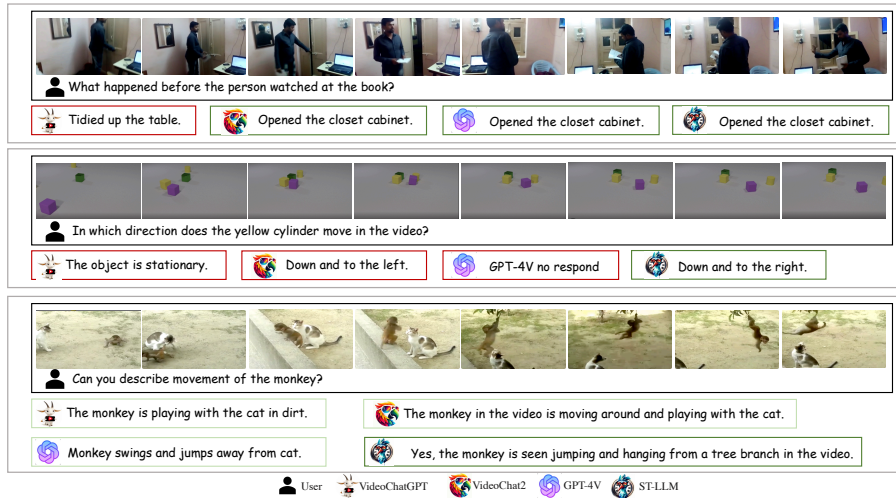 What happened before the person watched at the book?
Tidied up the table. Opened the closet cabinet. Opened the closet cabinet. Opened the closet cabinet.
In which direction does the yellow cylinder move in the video?
The object is stationary. Down and to the left. GPT-4V no respond Down and to the right.
Can you describe movement of the monkey?
The monkey is playing with the cat in dirt. The monkey in the video is moving around and playing with the cat.
Monkey swings and jumps away from cat. Yes, the monkey is seen jumping and hanging from a tree branch in the video.
User VideoChatGPT VideoChat2 GPT-4V ST-LLM